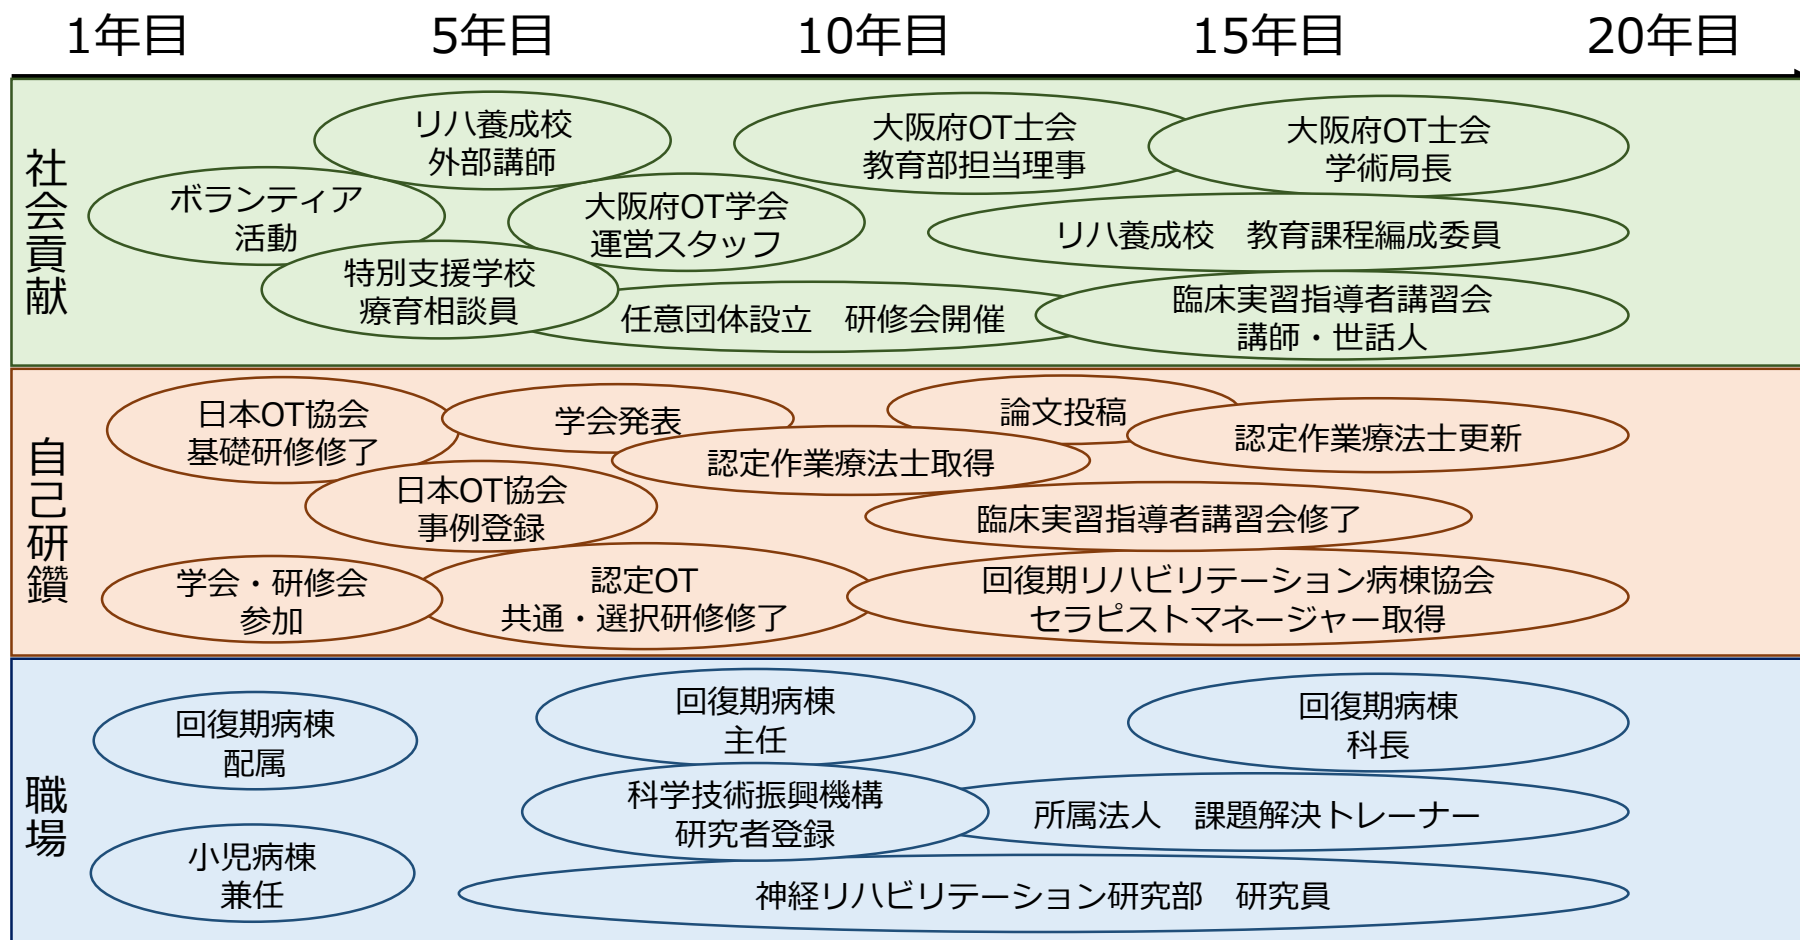 1年目
5年目
10年目
15年目
20年目
社会貢献
リハ養成校
外部講師
大阪府OT士会
教育部担当理事
大阪府OT士会
学術局長
ボランティア
活動
大阪府OT学会
運営スタッフ
リハ養成校　教育課程編成委員
特別支援学校
療育相談員
任意団体設立　研修会開催
臨床実習指導者講習会
講師・世話人
自己研鑽
日本OT協会
基礎研修修了
学会発表
論文投稿
認定作業療法士更新
認定作業療法士取得
日本OT協会
事例登録
臨床実習指導者講習会修了
学会・研修会
参加
認定OT
共通・選択研修修了
回復期リハビリテーション病棟協会
セラピストマネージャー取得
職場
回復期病棟
配属
回復期病棟
主任
回復期病棟
科長
科学技術振興機構
研究者登録
所属法人　課題解決トレーナー
小児病棟
兼任
神経リハビリテーション研究部　研究員